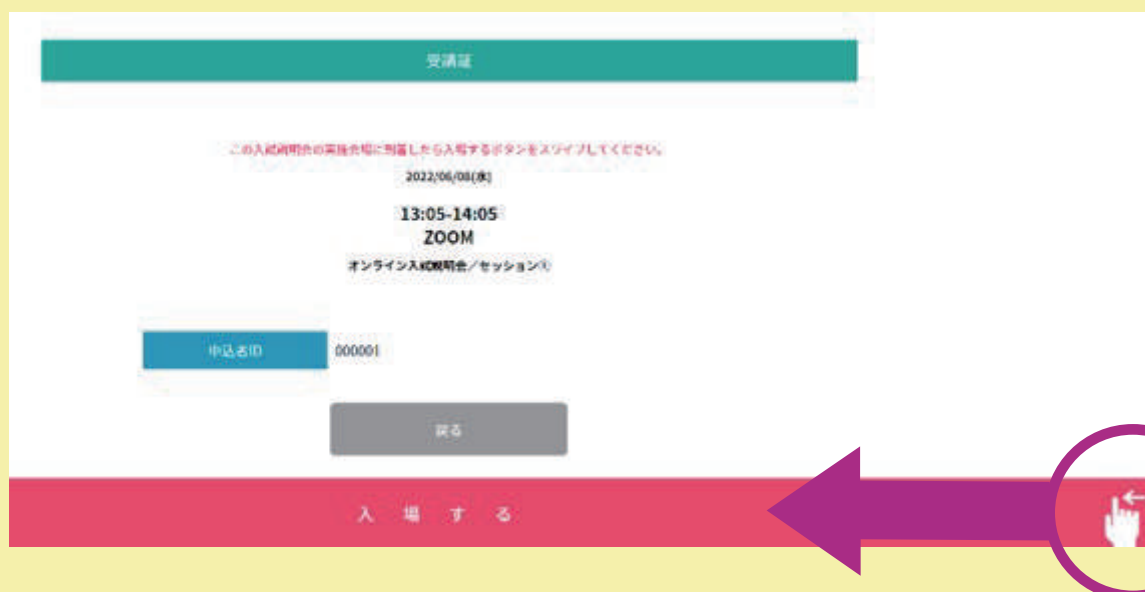 受講証
この入試説明会の実施会場に到着したら入場するボタンをスワイプしてください。
2022/06/08(水)
13:05-14:05
ZOOM
オンライン入試説明会／セッション①
申込者ID
000001
戻る
入場する